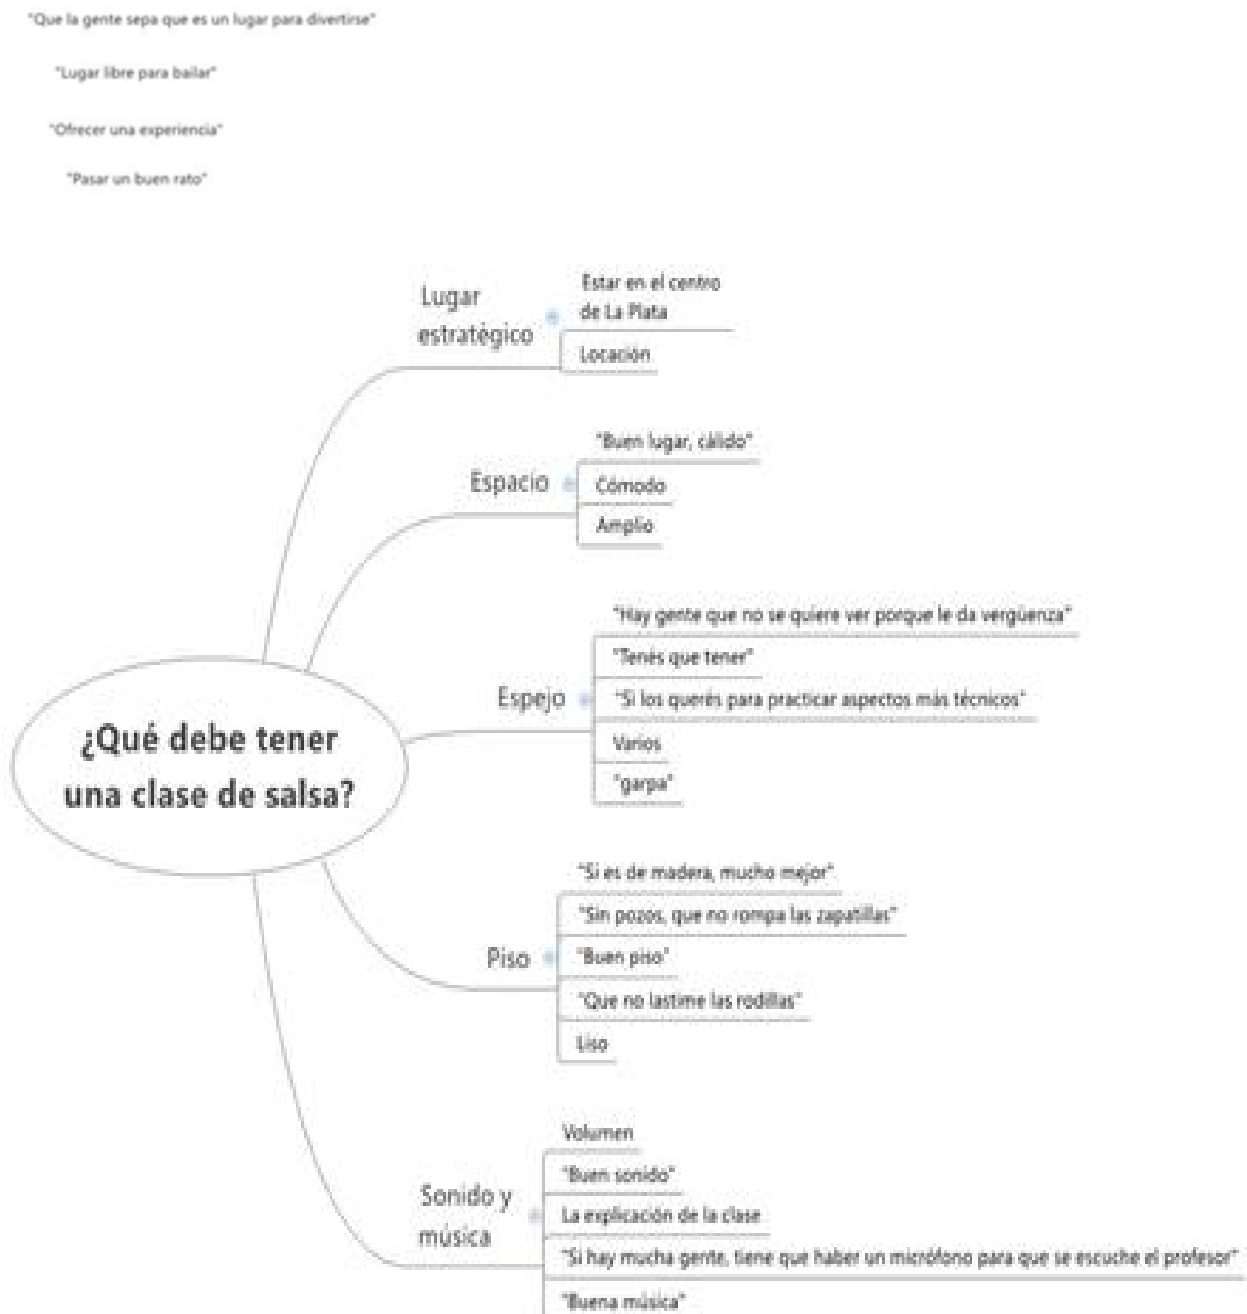 "Que la gente sepa que es un lugar para divertirse"
"Lugar libre para bailar"
"Ofrecer una experiencia"
"Pasar un buen rato"
Lugar
estratégico
Estar en el centro
de La Plata
Locación
Espacio
"Buen lugar, cálido"
Cómodo
Amplio
Espejo
"Hay gente que no se quiere ver porque le da vergüenza"
"Tenés que tener"
"Si los querés para practicar aspectos más técnicos"
Varios
"garpa"
¿Qué debe tener
una clase de salsa?
Piso
"Si es de madera, mucho mejor"
"Sin pozos, que no rompa las zapatillas"
"Buen piso"
"Que no lastime las rodillas"
Liso
Sonido y
música
Volumen
"Buen sonido"
La explicación de la clase
"Si hay mucha gente, tiene que haber un micrófono para que se escuche el profesor"
"Buena música"